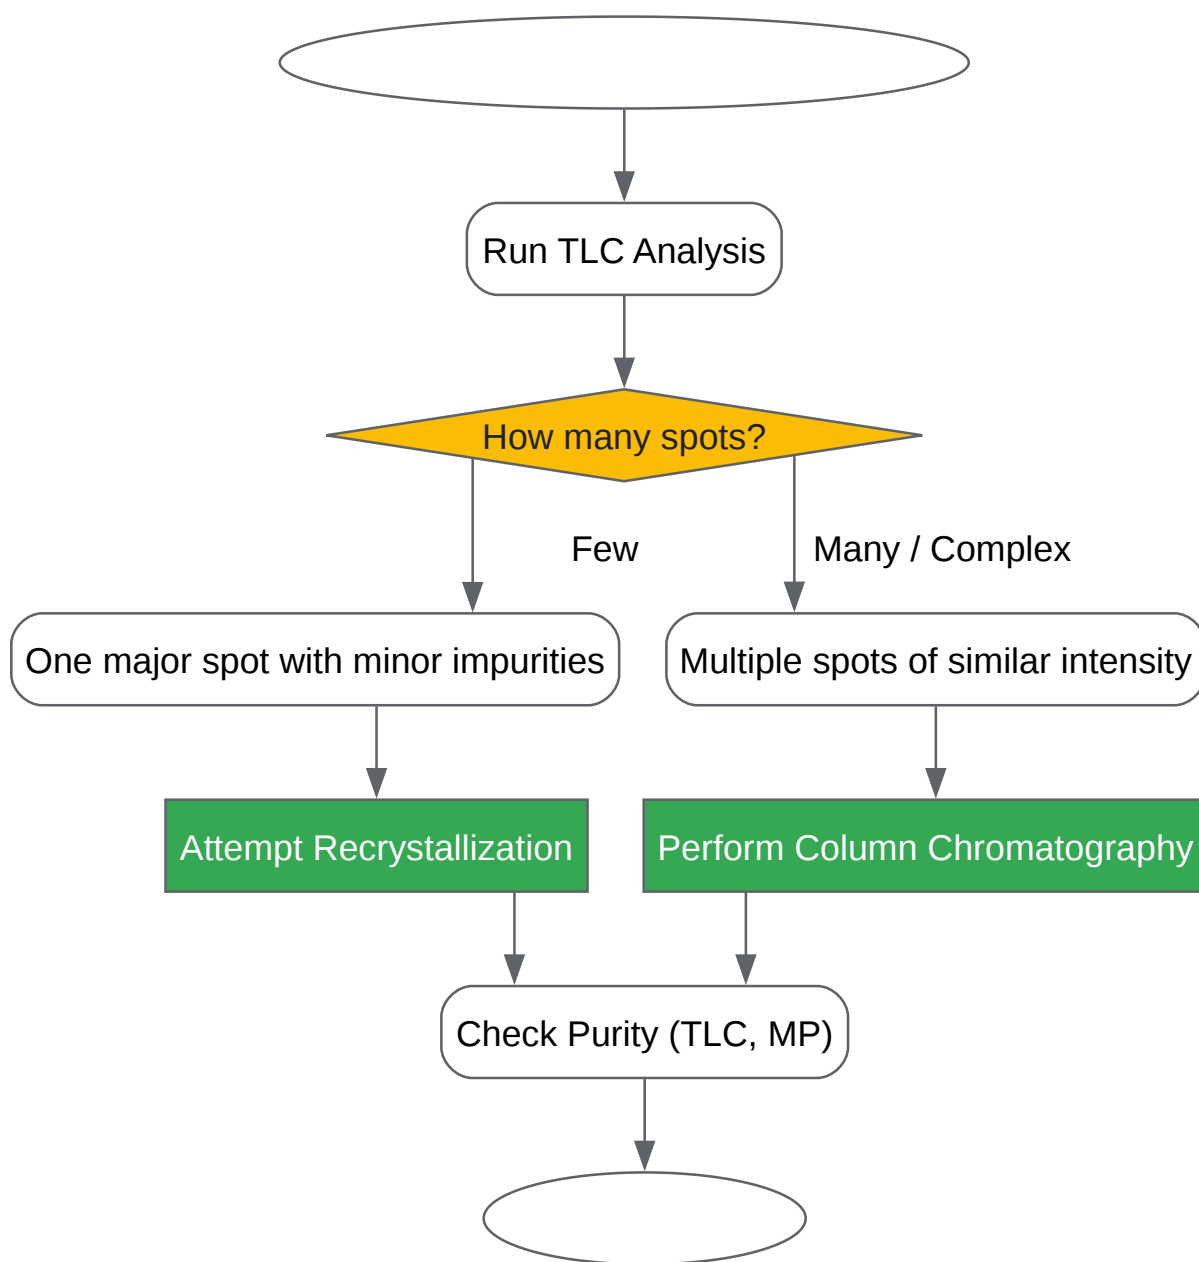 Run TLC Analysis
How many spots?
Few
Many / Complex
One major spot with minor impurities
Multiple spots of similar intensity
Attempt Recrystallization
Perform Column Chromatography
Check Purity (TLC, MP)